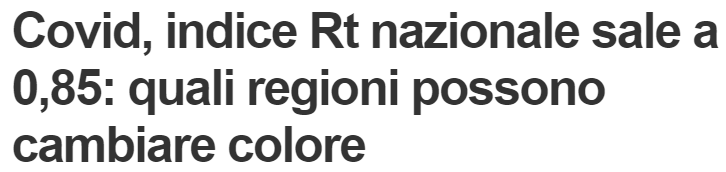 Covid, indice Rt nazionale sale a
0,85: quali regioni possono
cambiare colore